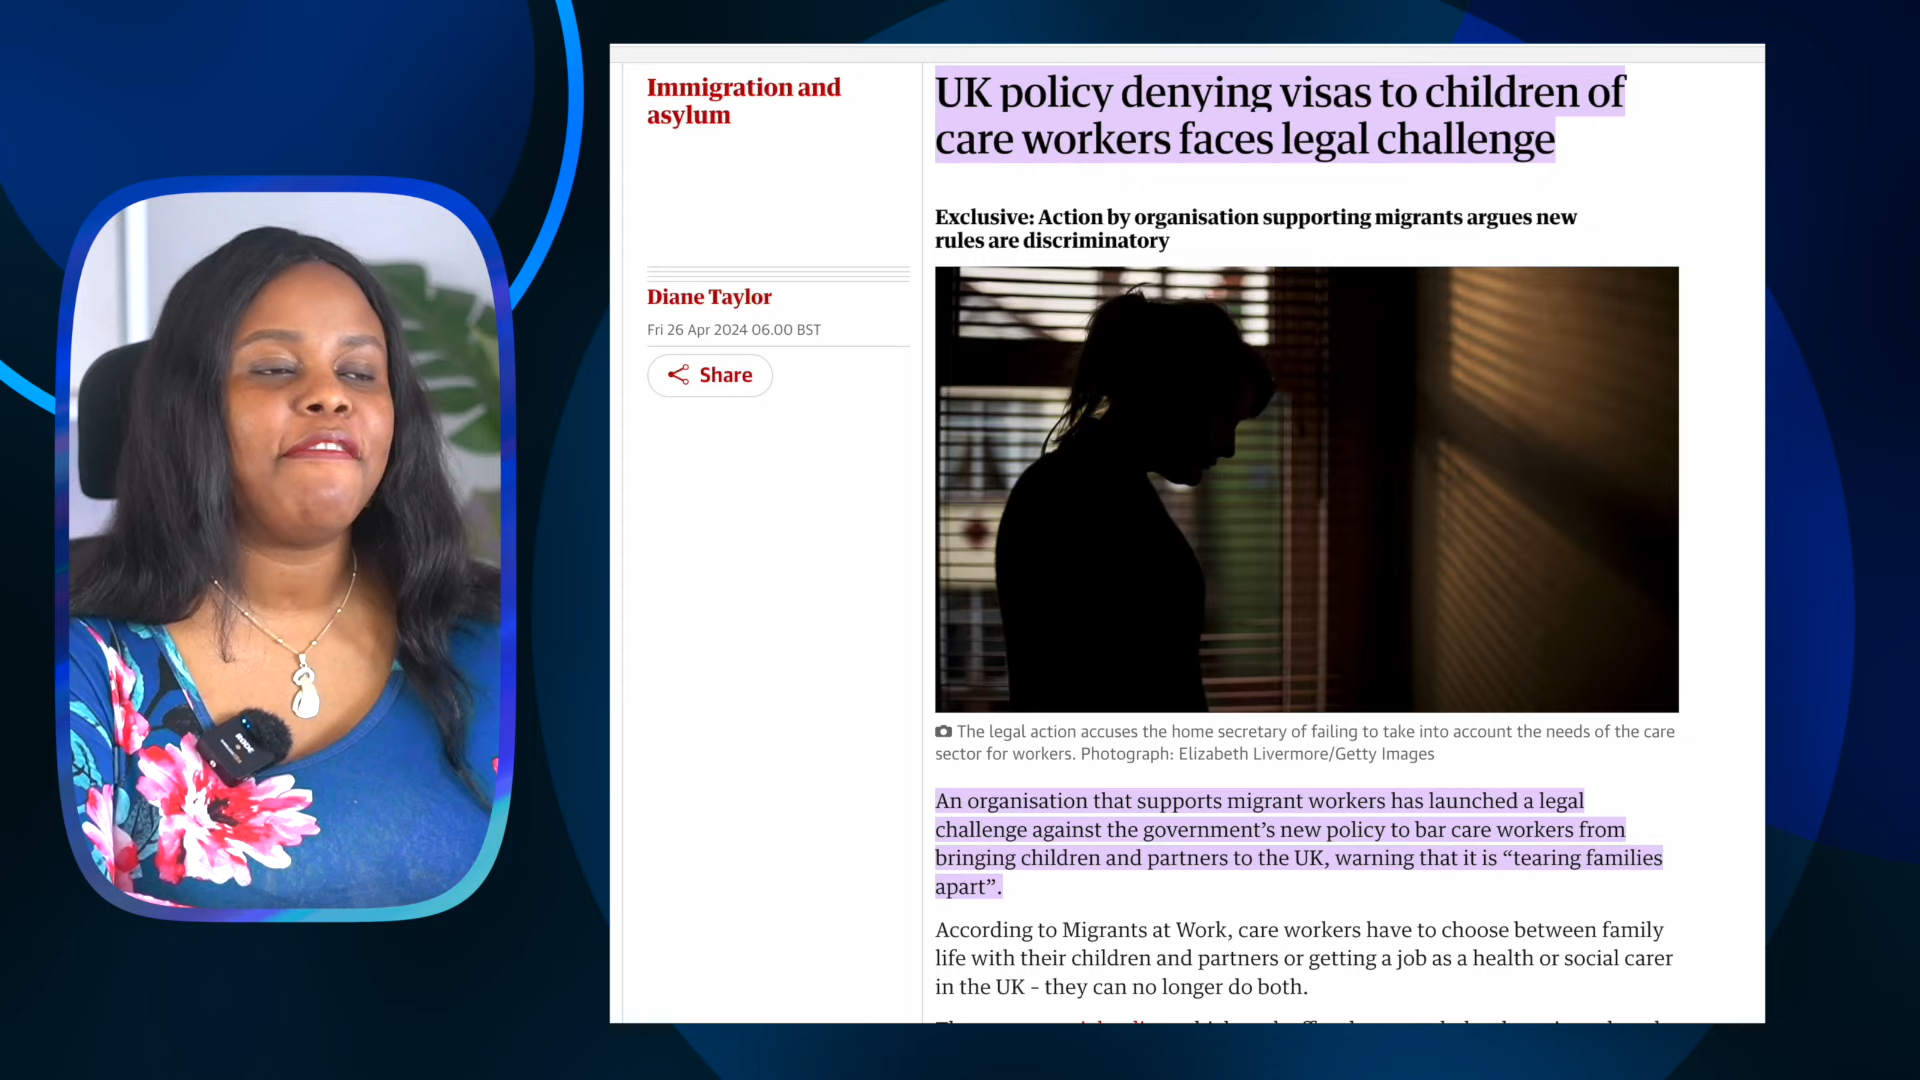 Immigration and
asylum
UK policy denying visas to children of
care workers faces legal challenge
Exclusive: Action by organisation supporting migrants argues new
rules are discriminatory
Diane Taylor
Fri 26 Apr 2024 06.00 BST
Share
The legal action accuses the home secretary of failing to take into account the needs of the care
sector for workers. Photograph: Elizabeth Livermore/Getty Images
An organisation that supports migrant workers has launched a legal
challenge against the government’s new policy to bar care workers from
bringing children and partners to the UK, warning that it is “tearing families
apart”.
According to Migrants at Work, care workers have to choose between family
life with their children and partners or getting a job as a health or social carer
in the UK – they can no longer do both.
RØDE